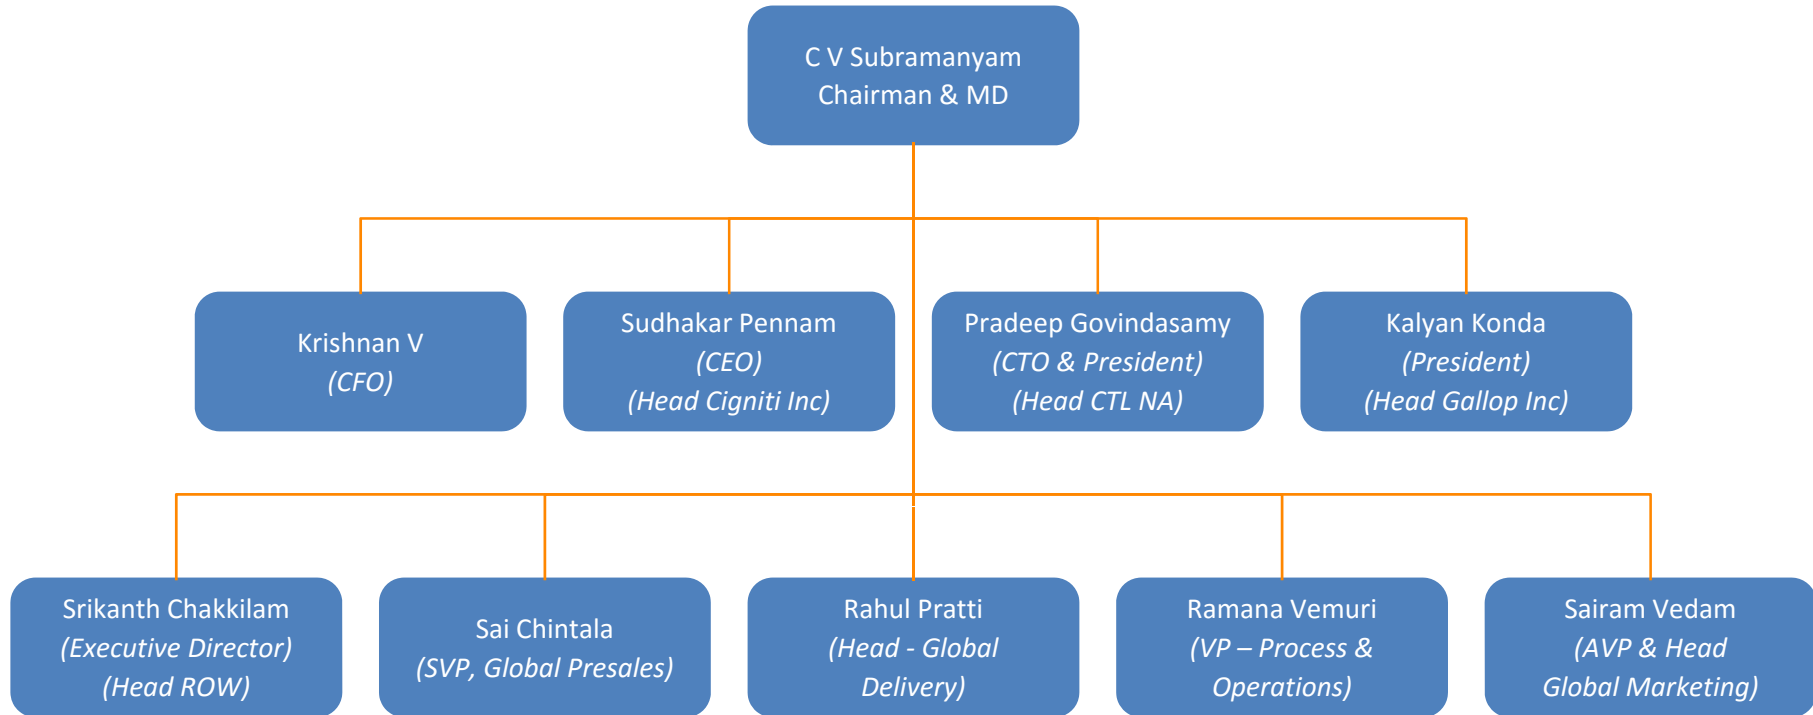 C V Subramanyam
Chairman & MD
Krishnan V
(CFO)
Sudhakar Pennam
(CEO)
(Head Cigniti Inc)
Pradeep Govindasamy
(CTO & President)
(Head CTL NA)
Kalyan Konda
(President)
(Head Gallop Inc)
Srikanth Chakkilam
(Executive Director)
(Head ROW)
Sai Chintala
(SVP, Global Presales)
Rahul Pratti
(Head - Global
Delivery)
Ramana Vemuri
(VP – Process &
Operations)
Sairam Vedam
(AVP & Head
Global Marketing)